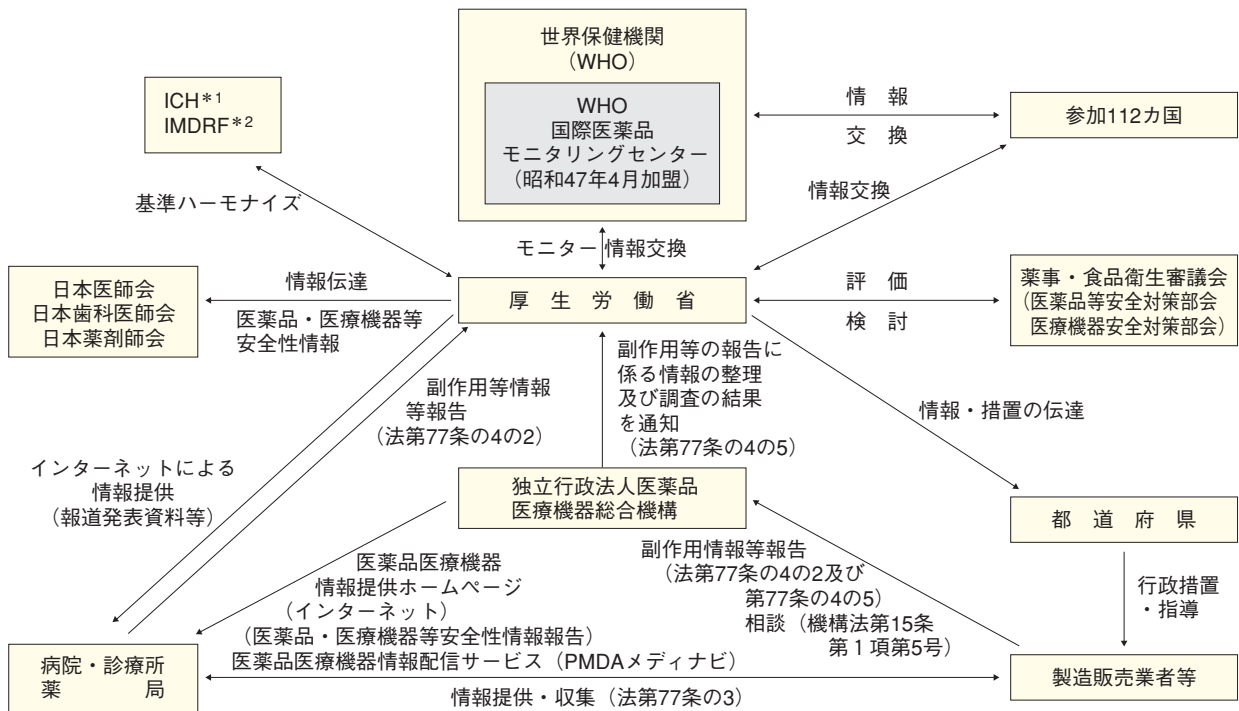 世界保健機関
（WHO）
WHO
国際医薬品
モニタリングセンター
（昭和47年4月加盟）
ICH＊1
IMDRF＊2
情　報
交　換
参加112カ国
基準ハーモナイズ
情報交換
モニター 情報交換
日本医師会
日本歯科医師会
日本薬剤師会
情報伝達
医薬品・医療機器等
安全性情報
厚　生　労　働　省
評　価
検　討
薬事・食品衛生審議会
（医薬品等安全対策部会
医療機器安全対策部会）
副作用等情報
等報告
（法第77条の4の2）
副作用等の報告に
係る情報の整理
及び調査の結果
を通知
（法第77条の4の5）
情報・措置の伝達
インターネットによる
情報提供
（報道発表資料等）
独立行政法人医薬品
医療機器総合機構
都　道　府　県
医薬品医療機器
情報提供ホームページ
（インターネット）
（医薬品・医療機器等安全性情報報告）
医薬品医療機器情報配信サービス（PMDAメディナビ）
副作用情報等報告
（法第77条の4の2及び
第77条の4の5）
相談（機構法第15条
第１項第5号）
行政措置
・指導
病院・診療所
薬　　　　局
情報提供・収集（法第77条の3）
製造販売業者等